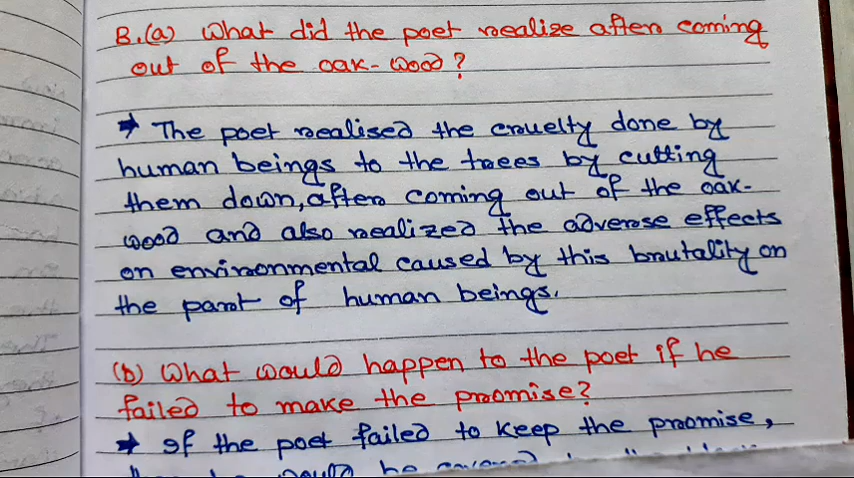 B.(a) What did the poet realize after coming
out of the oak-wood?
→ The poet realised the cruelty done by
human beings to the trees by cutting
them down, after coming out of the oak-
wood and also realized the adverse effects
on environmental caused by this brutality on
the part of human beings.
(b) What would happen to the poet if he
failed to make the promise?
→ If the poet failed to keep the promise,
would be